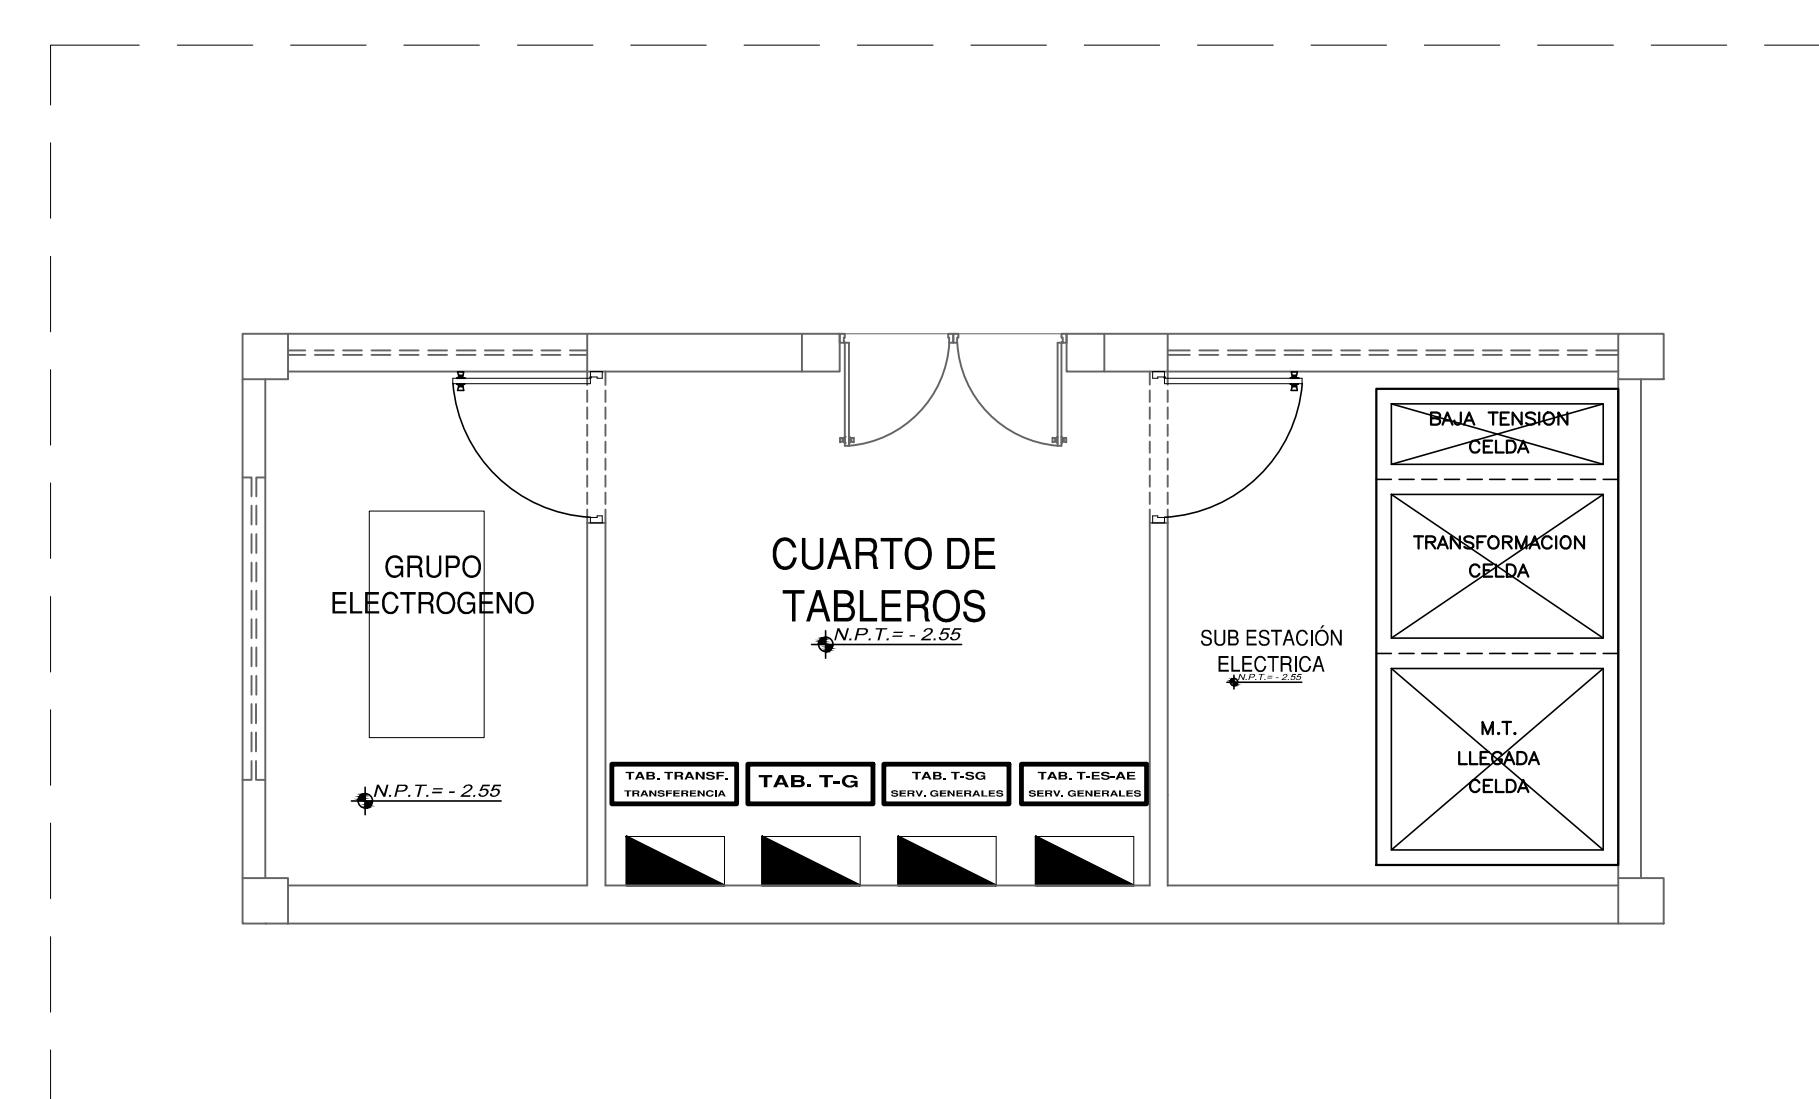 GRUPO
ELECTROGENO
N.P.T.= - 2.55
CUARTO DE
TABLEROS
N.P.T.= - 2.55
TAB. TRANSF.
TRANSFERENCIA
TAB. T-G
TAB. T-SG
SERV. GENERALES
TAB. T-ES-AE
SERV. GENERALES
SUB ESTACIÓN
ELECTRICA
N.P.T.= - 2.55
BAJA TENSION
CELDA
TRANSFORMACION
CELDA
M.T.
LLEGADA
CELDA